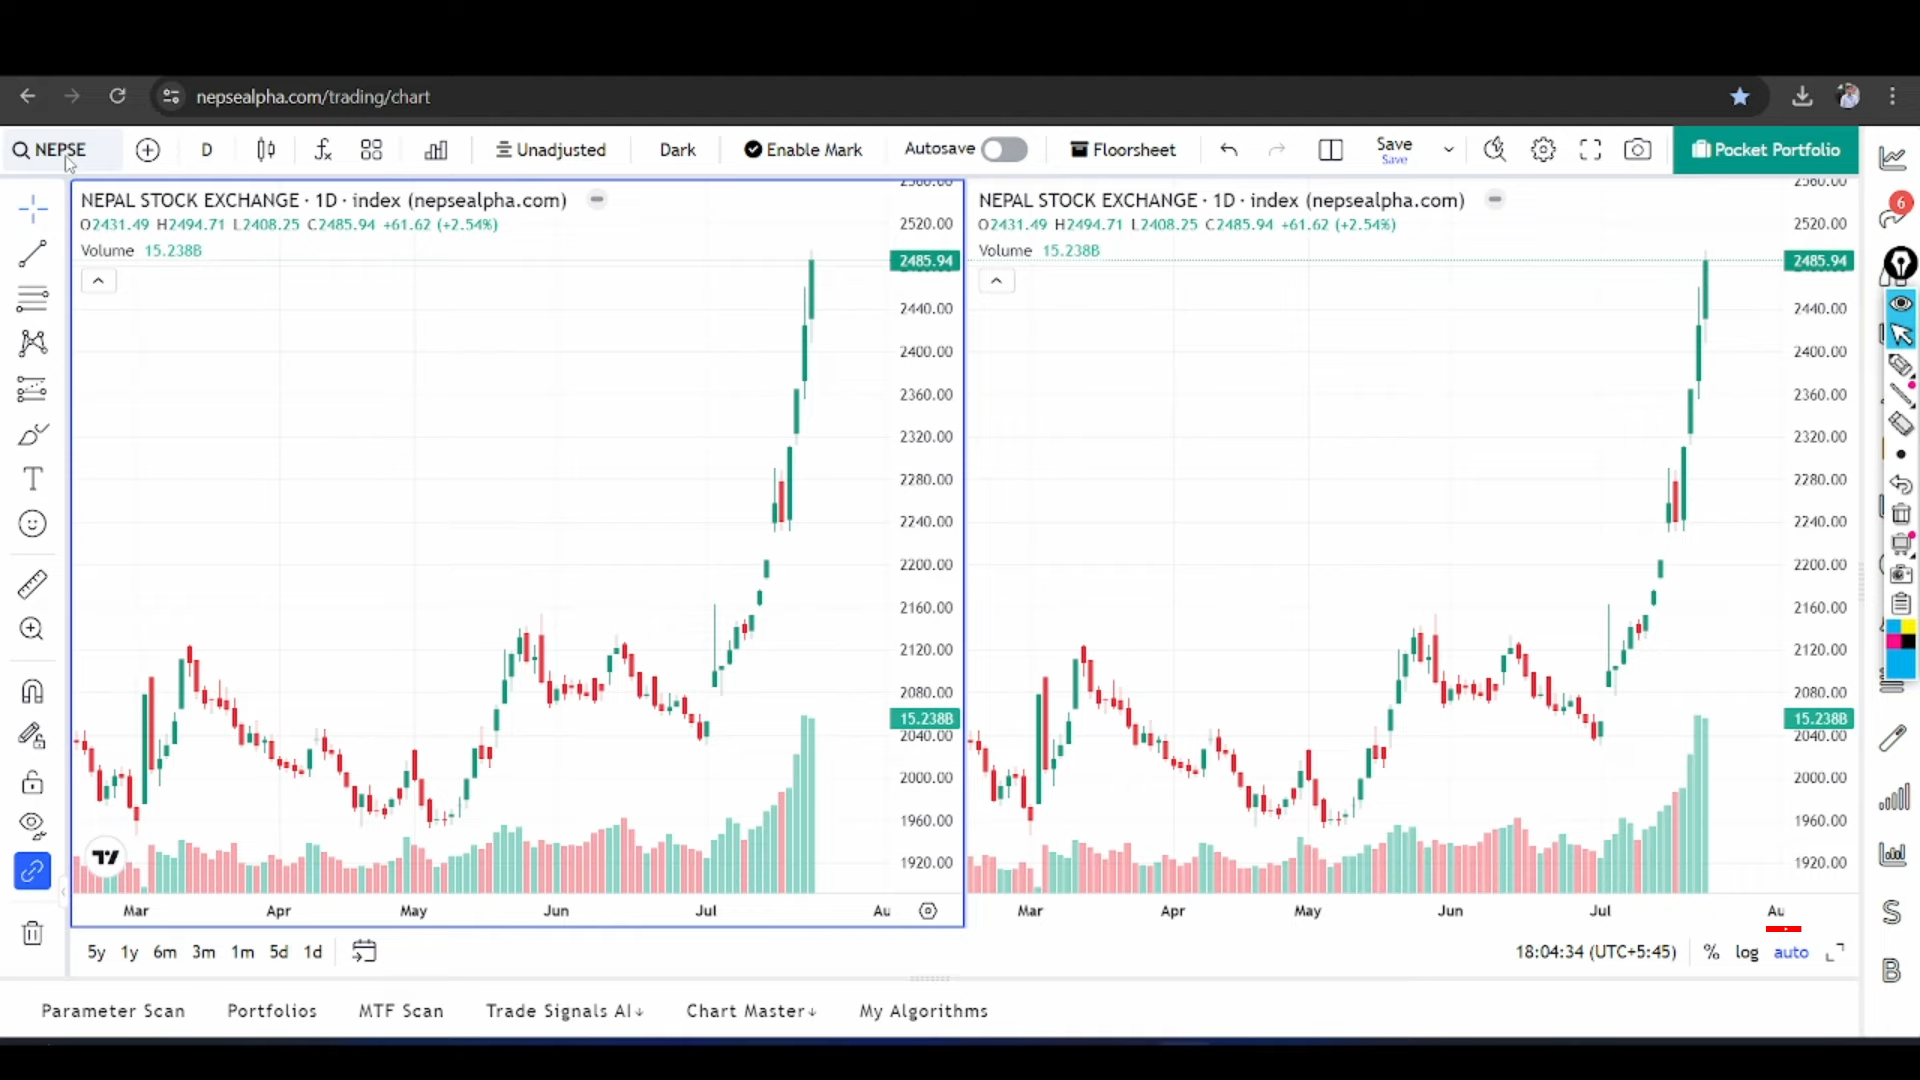 nepsealpha.com/trading/chart
NEPSE D Unadjusted Dark Enable Mark Autosave Floorsheet Save Pocket Portfolio
Save
6
NEPAL STOCK EXCHANGE · 1D · index (nepsealpha.com)
O2431.49 H2494.71 L2408.25 C2485.94 +61.62 (+2.54%)
Volume 15.238B
2560.00
2520.00
2485.94
2440.00
2400.00
2360.00
2320.00
2280.00
2240.00
2200.00
2160.00
2120.00
2080.00
15.238B
2040.00
2000.00
1960.00
1920.00
Mar Apr May Jun Jul Au
NEPAL STOCK EXCHANGE · 1D · index (nepsealpha.com)
O2431.49 H2494.71 L2408.25 C2485.94 +61.62 (+2.54%)
Volume 15.238B
2560.00
2520.00
2485.94
2440.00
2400.00
2360.00
2320.00
2280.00
2240.00
2200.00
2160.00
2120.00
2080.00
15.238B
2040.00
2000.00
1960.00
1920.00
Mar Apr May Jun Jul Au
S
B
5y 1y 6m 3m 1m 5d 1d 18:04:34 (UTC+5:45) % log auto
Parameter Scan Portfolios MTF Scan Trade Signals AI↓ Chart Master↓ My Algorithms